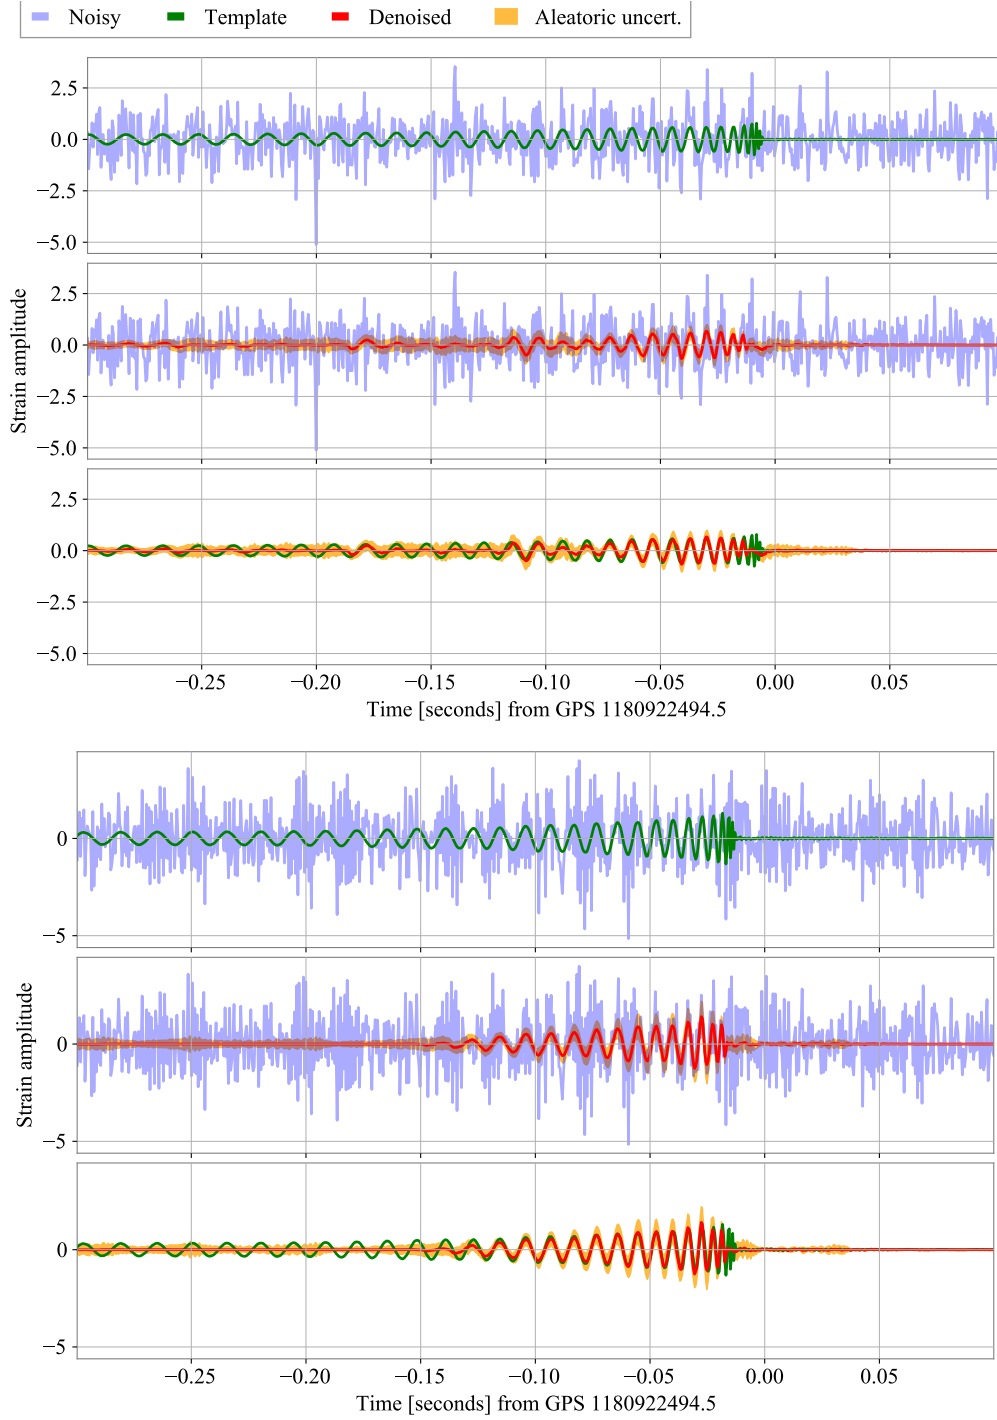 Noisy Template Denoised Aleatoric uncert.
2.5
0.0
−2.5
−5.0
2.5
0.0
−2.5
−5.0
Strain amplitude
2.5
0.0
−2.5
−5.0
−0.25 −0.20 −0.15 −0.10 −0.05 0.00 0.05
Time [seconds] from GPS 1180922494.5
0
−5
0
−5
Strain amplitude
0
−5
−0.25 −0.20 −0.15 −0.10 −0.05 0.00 0.05
Time [seconds] from GPS 1180922494.5